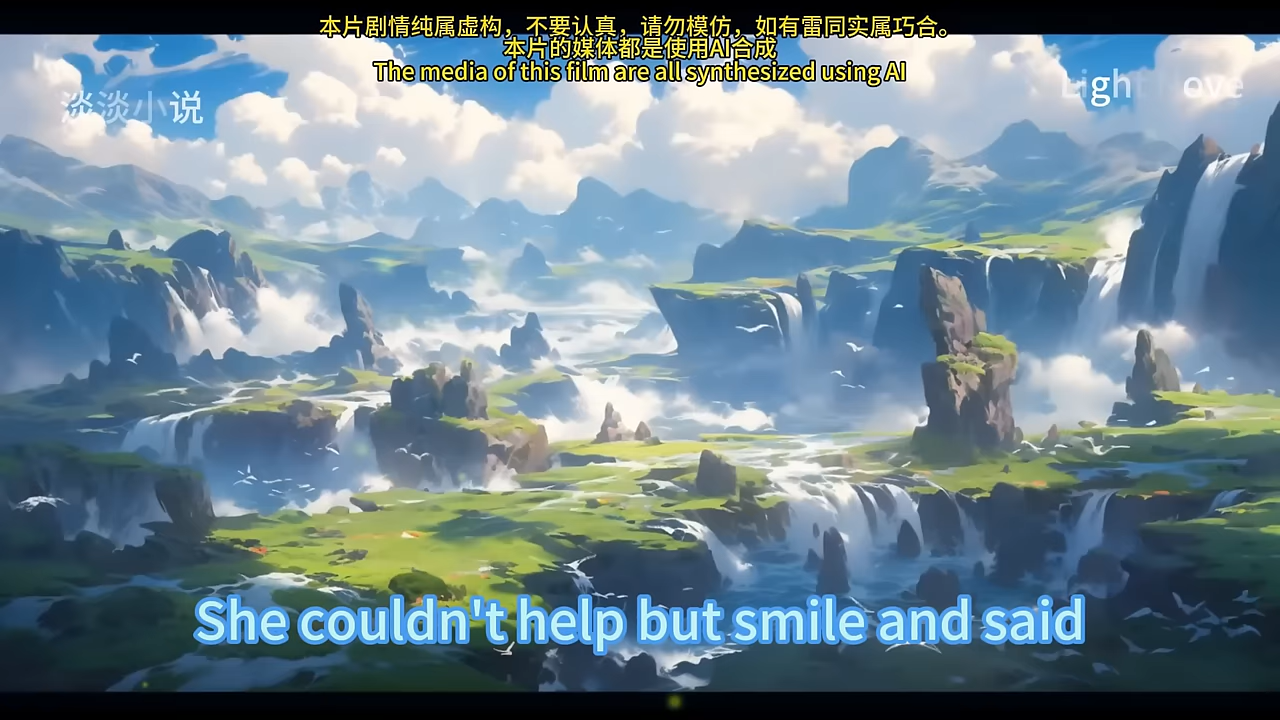 本片剧情纯属虚构，不要认真，请勿模仿，如有雷同实属巧合。
本片的媒体都是使用AI合成
The media of this film are all synthesized using AI
淡淡小说
Light
She couldn't help but smile and said